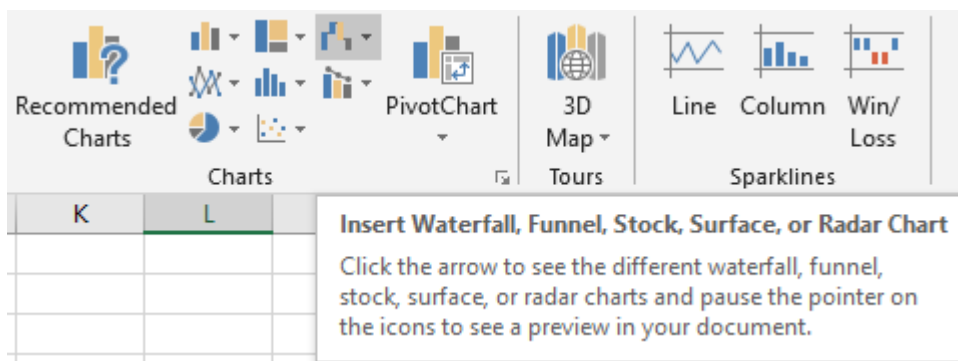 Recommended
Charts
PivotChart
3D
Map
Line
Column
Win/
Loss
Charts
Tours
Sparklines
K
L
Insert Waterfall, Funnel, Stock, Surface, or Radar Chart
Click the arrow to see the different waterfall, funnel,
stock, surface, or radar charts and pause the pointer on
the icons to see a preview in your document.